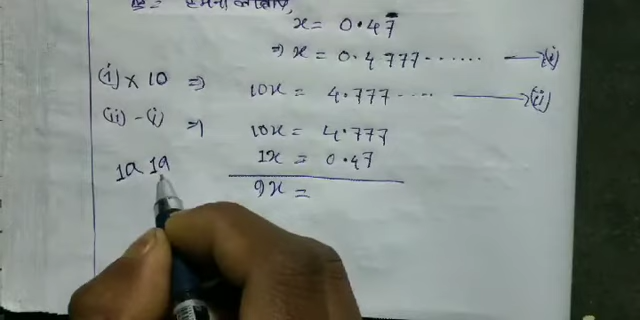 x = 0.47̄
⇒ x = 0.4777...... ⟶ (i)
(i) × 10 ⇒ 10x = 4.777.... ⟶ (ii)
(ii) - (i) ⇒ 10x = 4.777
1x = 0.47
9x =